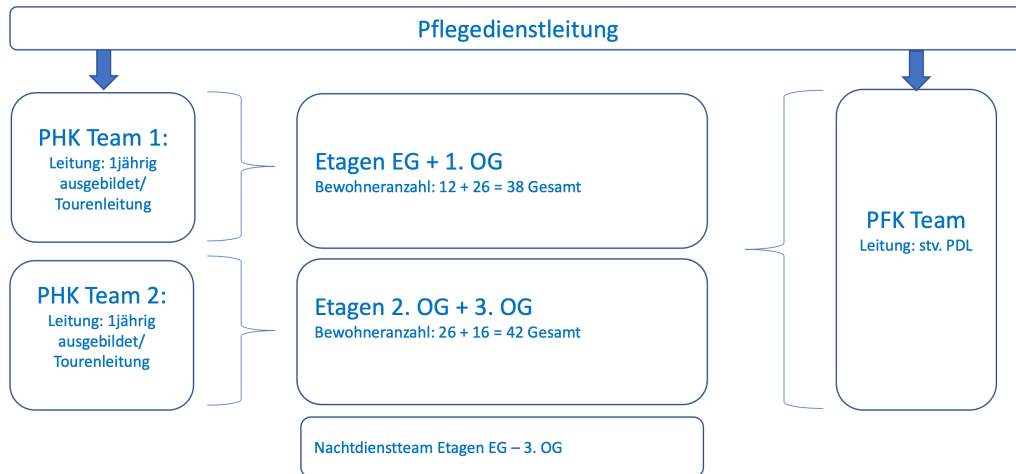 Pflegedienstleitung
PHK Team 1:
Leitung: 1jährig
ausgebildet/
Tourenleitung
Etagen EG + 1. OG
Bewohneranzahl: 12 + 26 = 38 Gesamt
PHK Team 2:
Leitung: 1jährig
ausgebildet/
Tourenleitung
Etagen 2. OG + 3. OG
Bewohneranzahl: 26 + 16 = 42 Gesamt
PFK Team
Leitung: stv. PDL
Nachtdienstteam Etagen EG – 3. OG